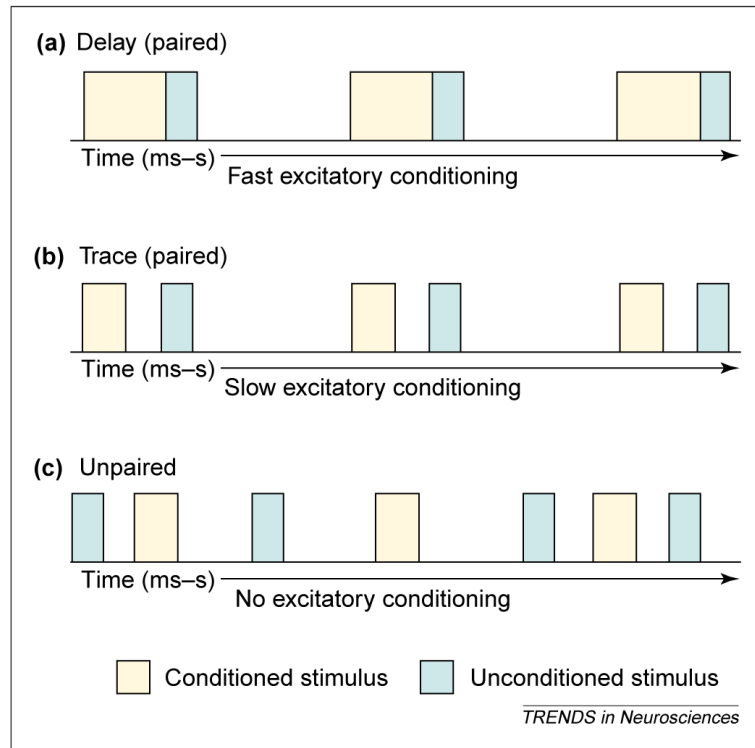 (a) Delay (paired)
Time (ms–s)
Fast excitatory conditioning
(b) Trace (paired)
Time (ms–s)
Slow excitatory conditioning
(c) Unpaired
Time (ms–s)
No excitatory conditioning
Conditioned stimulus
Unconditioned stimulus
TRENDS in Neurosciences